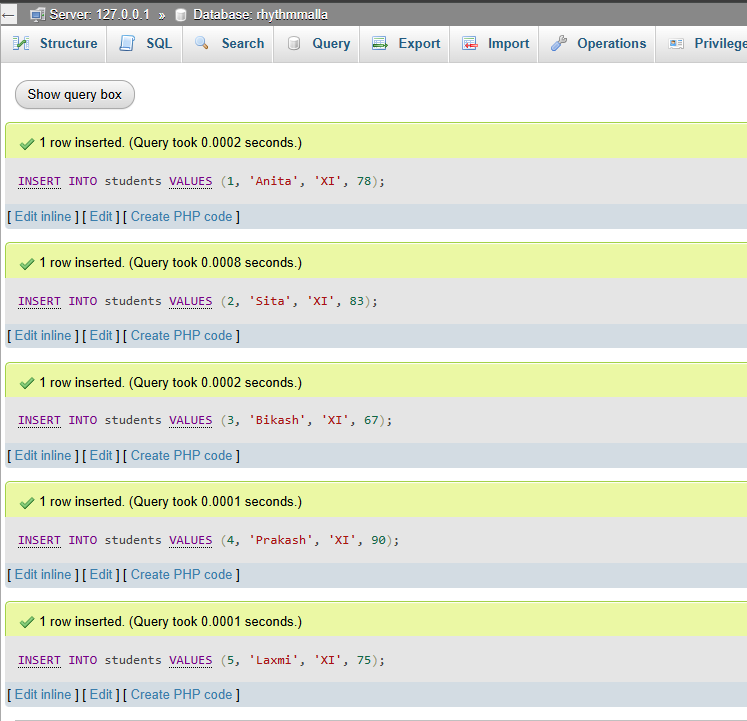 Server: 127.0.0.1 » Database: rhythmmalla
Structure SQL Search Query Export Import Operations Privilege
Show query box
1 row inserted. (Query took 0.0002 seconds.)
INSERT INTO students VALUES (1, 'Anita', 'XI', 78);
[ Edit inline ] [ Edit ] [ Create PHP code ]
1 row inserted. (Query took 0.0008 seconds.)
INSERT INTO students VALUES (2, 'Sita', 'XI', 83);
[ Edit inline ] [ Edit ] [ Create PHP code ]
1 row inserted. (Query took 0.0002 seconds.)
INSERT INTO students VALUES (3, 'Bikash', 'XI', 67);
[ Edit inline ] [ Edit ] [ Create PHP code ]
1 row inserted. (Query took 0.0001 seconds.)
INSERT INTO students VALUES (4, 'Prakash', 'XI', 90);
[ Edit inline ] [ Edit ] [ Create PHP code ]
1 row inserted. (Query took 0.0001 seconds.)
INSERT INTO students VALUES (5, 'Laxmi', 'XI', 75);
[ Edit inline ] [ Edit ] [ Create PHP code ]